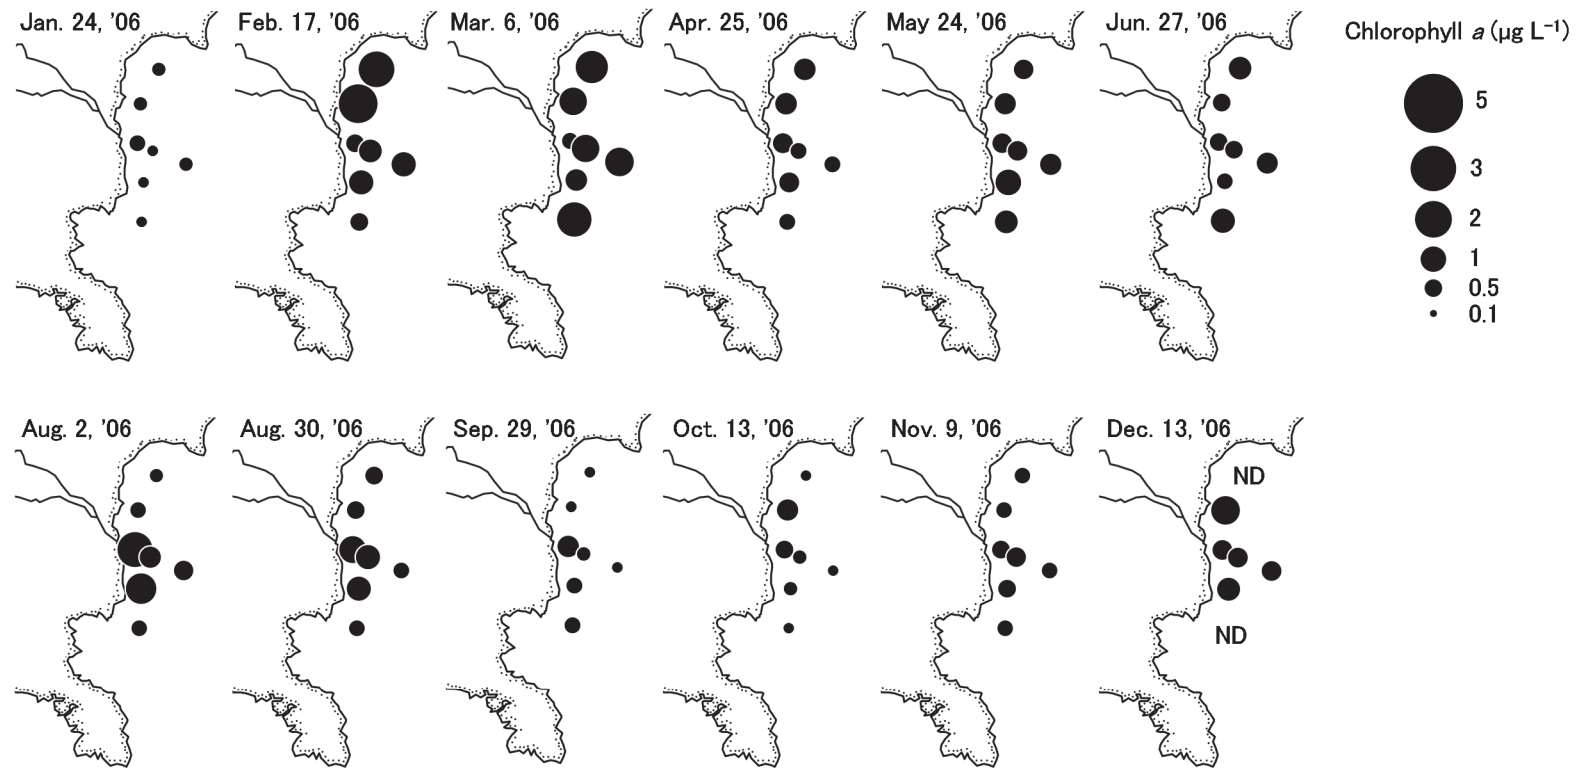 Jan. 24, '06
Feb. 17, '06
Mar. 6, '06
Apr. 25, '06
May 24, '06
Jun. 27, '06
Chlorophyll a (μg L⁻¹)
5
3
2
1
0.5
0.1
Aug. 2, '06
Aug. 30, '06
Sep. 29, '06
Oct. 13, '06
Nov. 9, '06
Dec. 13, '06
ND
ND